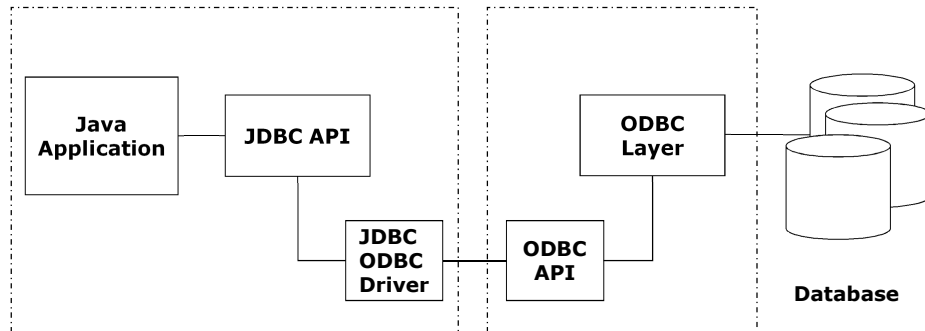 Java
Application
JDBC API
JDBC
ODBC
Driver
ODBC
API
ODBC
Layer
Database